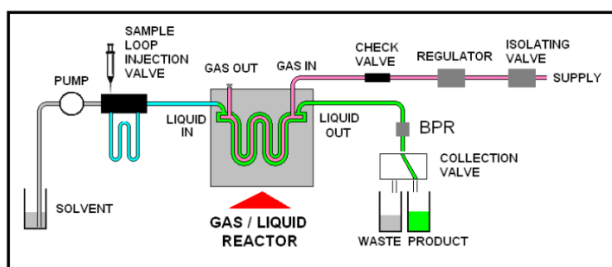 SAMPLE
LOOP
INJECTION
VALVE
PUMP
GAS OUT
GAS IN
CHECK
VALVE
REGULATOR
ISOLATING
VALVE
SUPPLY
LIQUID
IN
LIQUID
OUT
BPR
COLLECTION
VALVE
SOLVENT
GAS / LIQUID
REACTOR
WASTE
PRODUCT